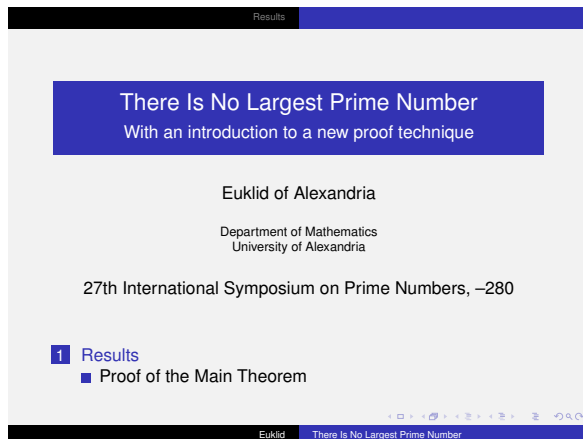 Results
There Is No Largest Prime Number
With an introduction to a new proof technique
Euklid of Alexandria
Department of Mathematics
University of Alexandria
27th International Symposium on Prime Numbers, –280
1 Results
Proof of the Main Theorem
Euklid There Is No Largest Prime Number